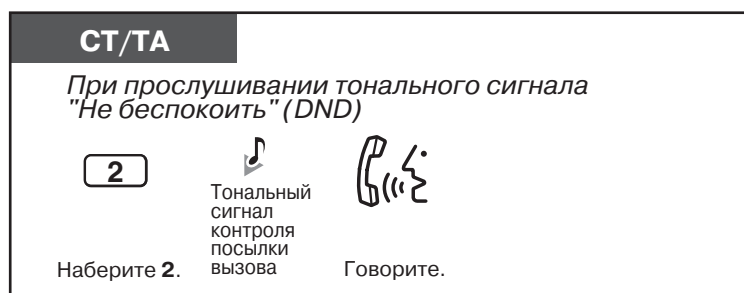 СТ/ТА
При прослушивании тонального сигнала
"Не беспокоить" (DND)
2
Тональный
сигнал
контроля
посылки
вызова
Наберите 2.
Говорите.